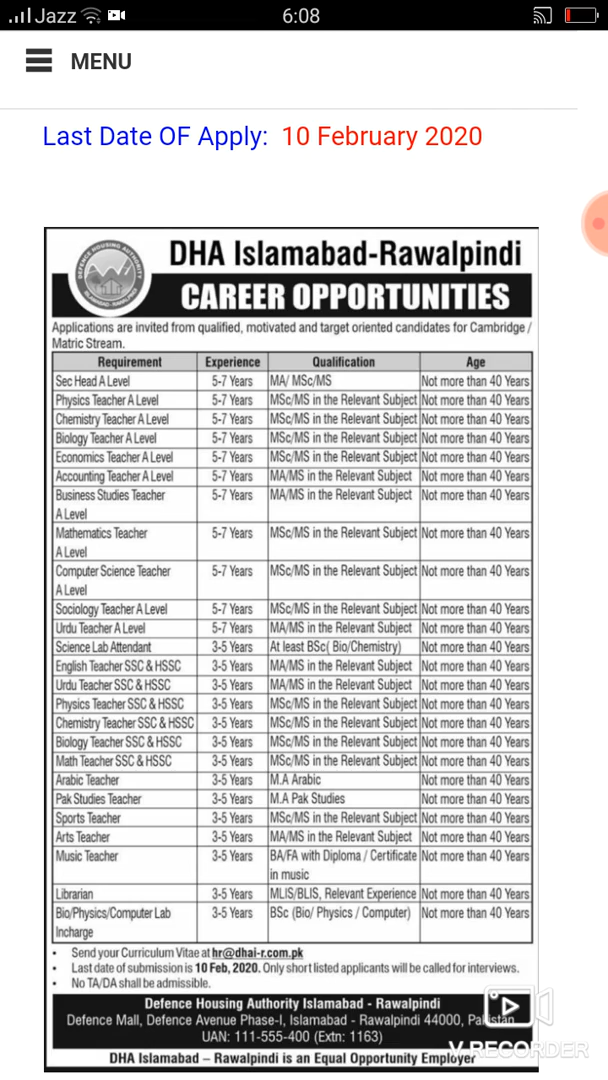 Jazz 6:08
MENU
Last Date OF Apply: 10 February 2020
DEFENCE HOUSING AUTHORITY
ISLAMABAD-RAWALPINDI
DHA Islamabad-Rawalpindi
CAREER OPPORTUNITIES
Applications are invited from qualified, motivated and target oriented candidates for Cambridge /
Matric Stream.
Requirement Experience Qualification Age
Sec Head A Level 5-7 Years MA/ MSc/MS Not more than 40 Years
Physics Teacher A Level 5-7 Years MSc/MS in the Relevant Subject Not more than 40 Years
Chemistry Teacher A Level 5-7 Years MSc/MS in the Relevant Subject Not more than 40 Years
Biology Teacher A Level 5-7 Years MSc/MS in the Relevant Subject Not more than 40 Years
Economics Teacher A Level 5-7 Years MSc/MS in the Relevant Subject Not more than 40 Years
Accounting Teacher A Level 5-7 Years MA/MS in the Relevant Subject Not more than 40 Years
Business Studies Teacher 5-7 Years MA/MS in the Relevant Subject Not more than 40 Years
A Level
Mathematics Teacher 5-7 Years MSc/MS in the Relevant Subject Not more than 40 Years
A Level
Computer Science Teacher 5-7 Years MSc/MS in the Relevant Subject Not more than 40 Years
A Level
Sociology Teacher A Level 5-7 Years MSc/MS in the Relevant Subject Not more than 40 Years
Urdu Teacher A Level 5-7 Years MA/MS in the Relevant Subject Not more than 40 Years
Science Lab Attendant 3-5 Years At least BSc( Bio/Chemistry) Not more than 40 Years
English Teacher SSC & HSSC 3-5 Years MA/MS in the Relevant Subject Not more than 40 Years
Urdu Teacher SSC & HSSC 3-5 Years MA/MS in the Relevant Subject Not more than 40 Years
Physics Teacher SSC & HSSC 3-5 Years MSc/MS in the Relevant Subject Not more than 40 Years
Chemistry Teacher SSC & HSSC 3-5 Years MSc/MS in the Relevant Subject Not more than 40 Years
Biology Teacher SSC & HSSC 3-5 Years MSc/MS in the Relevant Subject Not more than 40 Years
Math Teacher SSC & HSSC 3-5 Years MSc/MS in the Relevant Subject Not more than 40 Years
Arabic Teacher 3-5 Years M.A Arabic Not more than 40 Years
Pak Studies Teacher 3-5 Years M.A Pak Studies Not more than 40 Years
Sports Teacher 3-5 Years MSc/MS in the Relevant Subject Not more than 40 Years
Arts Teacher 3-5 Years MA/MS in the Relevant Subject Not more than 40 Years
Music Teacher 3-5 Years BA/FA with Diploma / Certificate Not more than 40 Years
in music
Librarian 3-5 Years MLIS/BLIS, Relevant Experience Not more than 40 Years
Bio/Physics/Computer Lab 3-5 Years BSc (Bio/ Physics / Computer) Not more than 40 Years
Incharge
• Send your Curriculum Vitae at hr@dhai-r.com.pk
• Last date of submission is 10 Feb, 2020. Only short listed applicants will be called for interviews.
• No TA/DA shall be admissible.
Defence Housing Authority Islamabad - Rawalpindi
Defence Mall, Defence Avenue Phase-I, Islamabad - Rawalpindi 44000, Pakistan
UAN: 111-555-400 (Extn: 1163)
V RECORDER
DHA Islamabad – Rawalpindi is an Equal Opportunity Employer